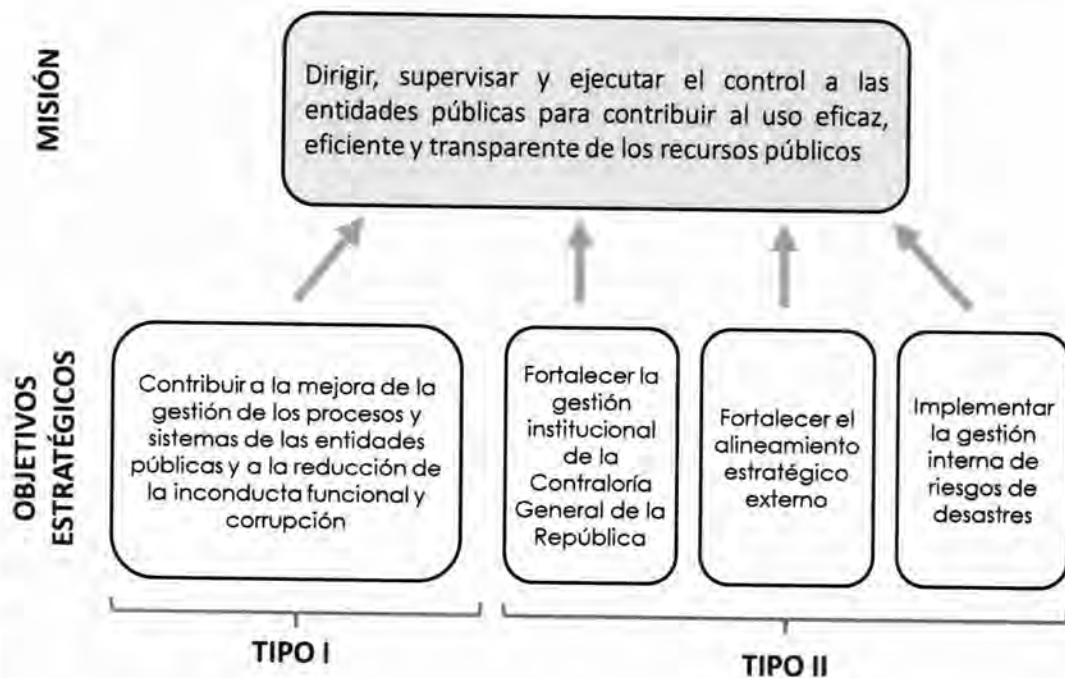 MISIÓN
Dirigir, supervisar y ejecutar el control a las
entidades públicas para contribuir al uso eficaz,
eficiente y transparente de los recursos públicos
OBJETIVOS
ESTRATÉGICOS
Contribuir a la mejora de la
gestión de los procesos y
sistemas de las entidades
públicas y a la reducción de
la inconducta funcional y
corrupción
Fortalecer la
gestión
institucional
de la
Contraloría
General de la
República
Fortalecer el
alineamiento
estratégico
externo
Implementar
la gestión
interna de
riesgos de
desastres
TIPO I
TIPO II